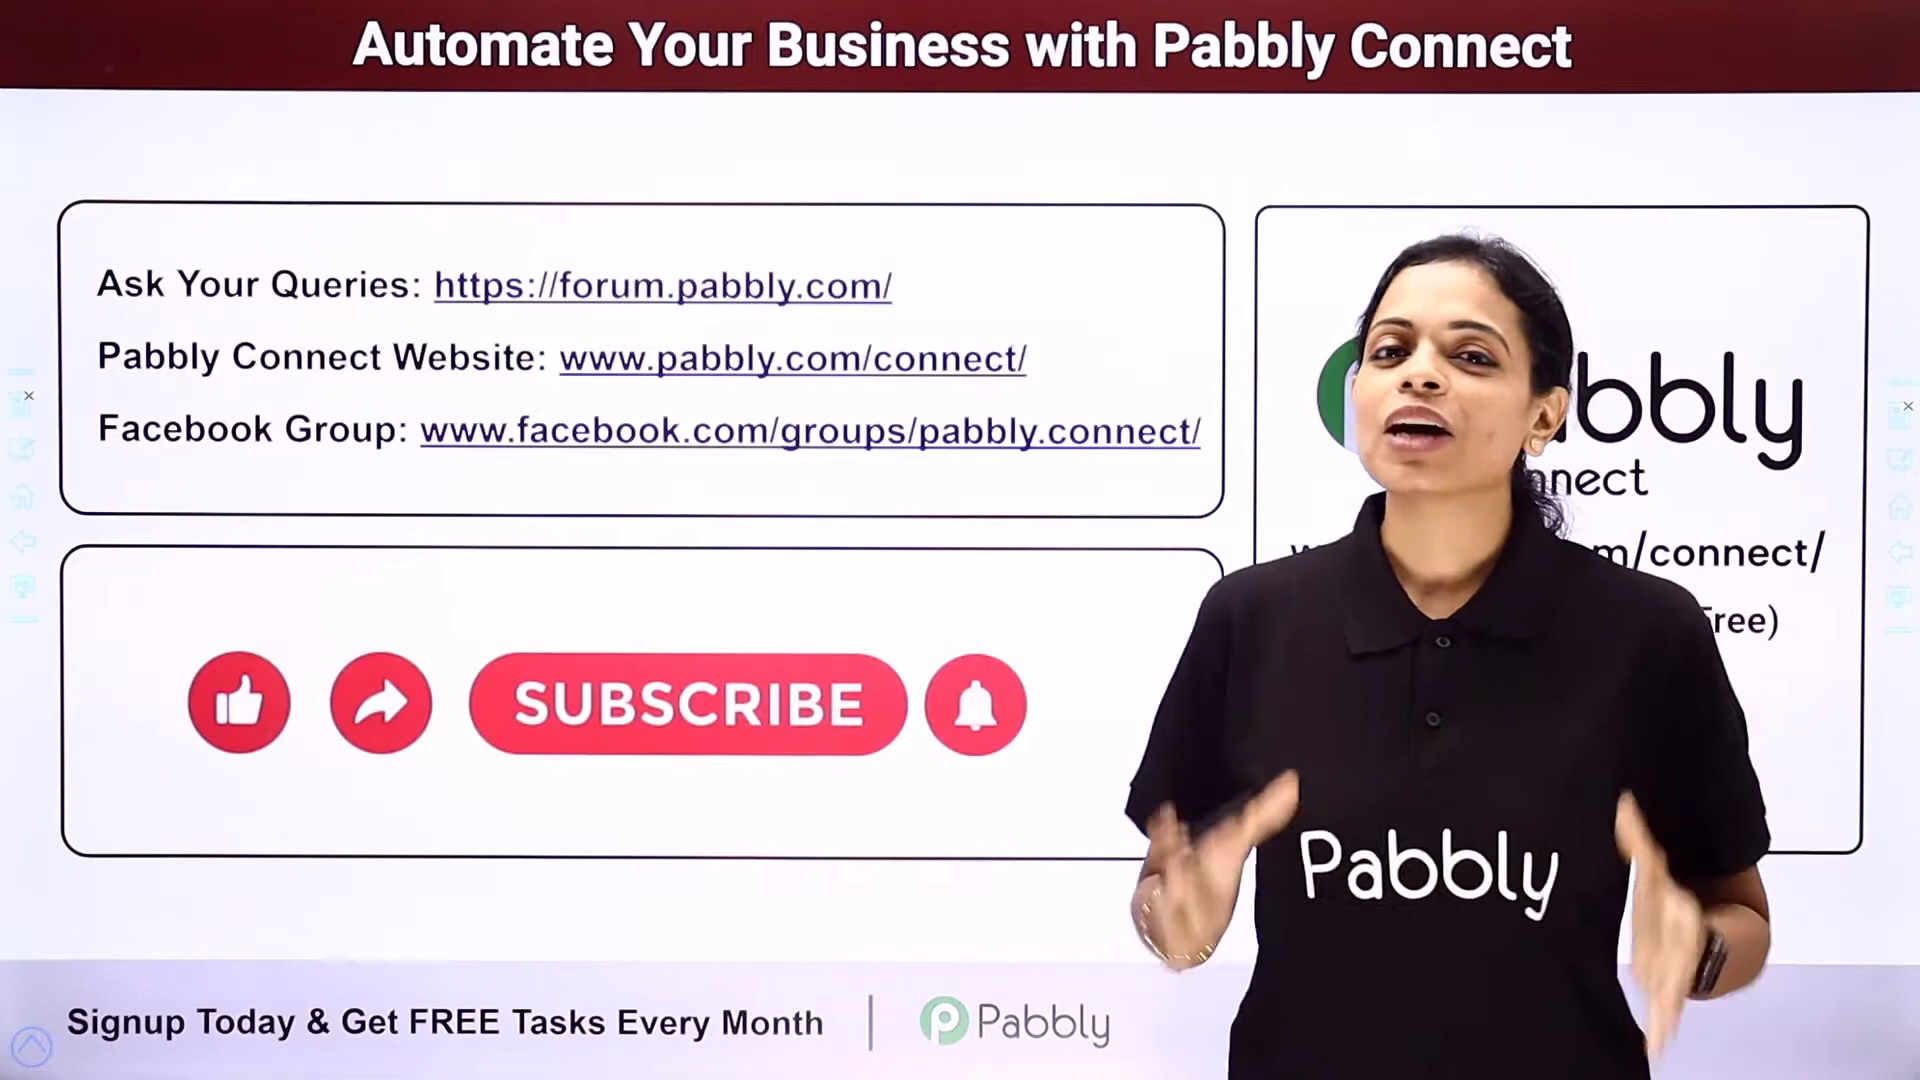 Automate Your Business with Pabbly Connect
Ask Your Queries: https://forum.pabbly.com/
Pabbly Connect Website: www.pabbly.com/connect/
Facebook Group: www.facebook.com/groups/pabbly.connect/
SUBSCRIBE
bbly
nnect
m/connect/
Free)
Pabbly
Signup Today & Get FREE Tasks Every Month
Pabbly